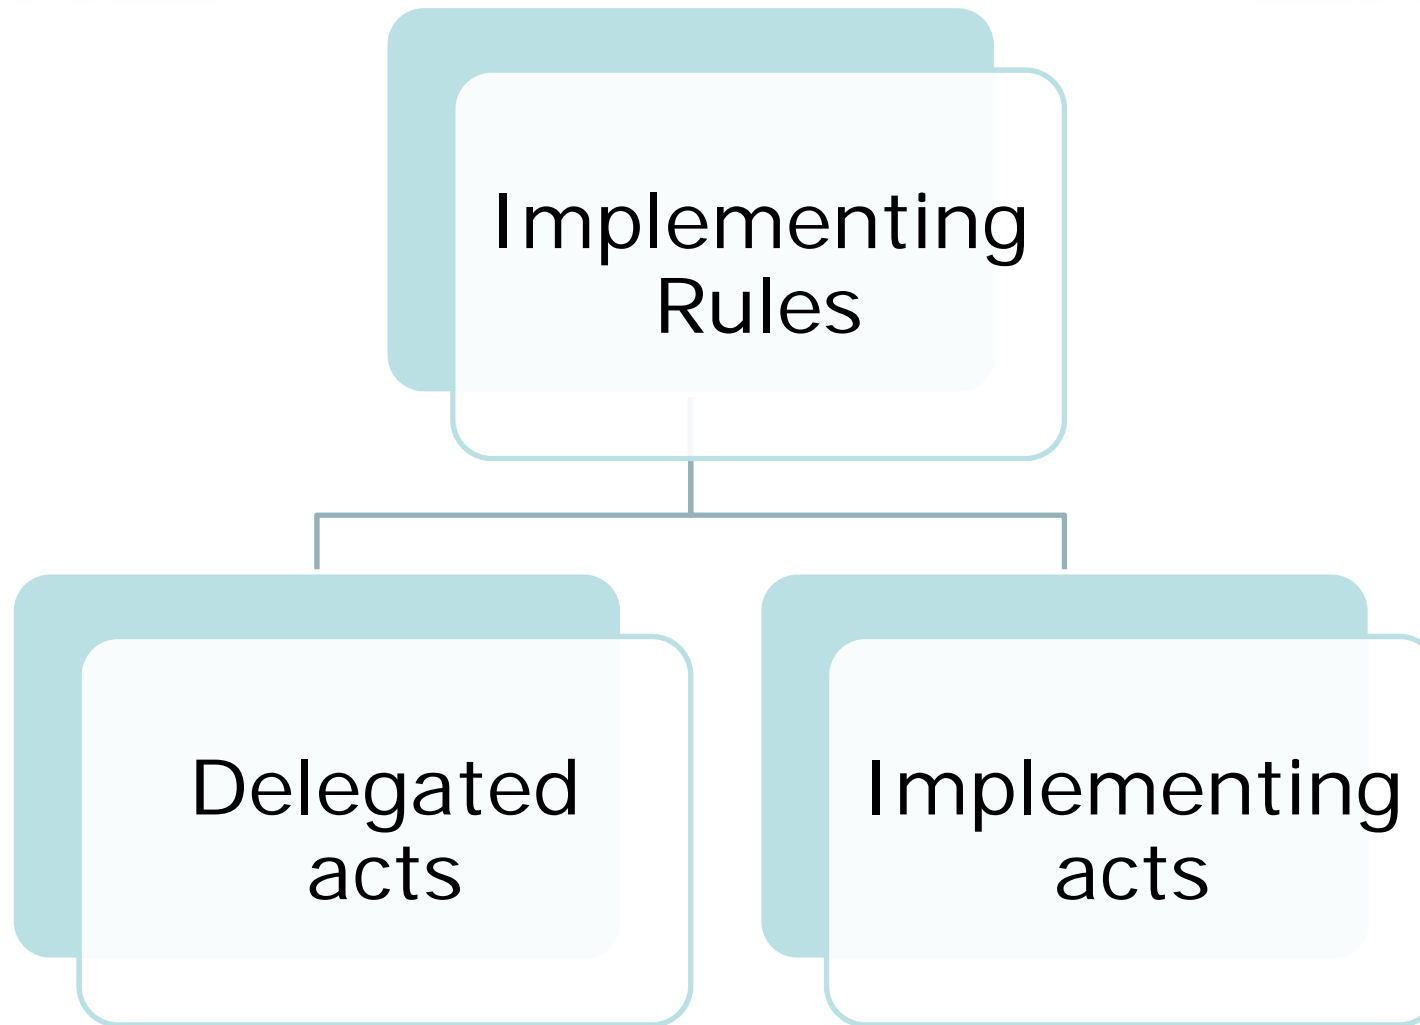 Implementing
Rules
Delegated
acts
Implementing
acts